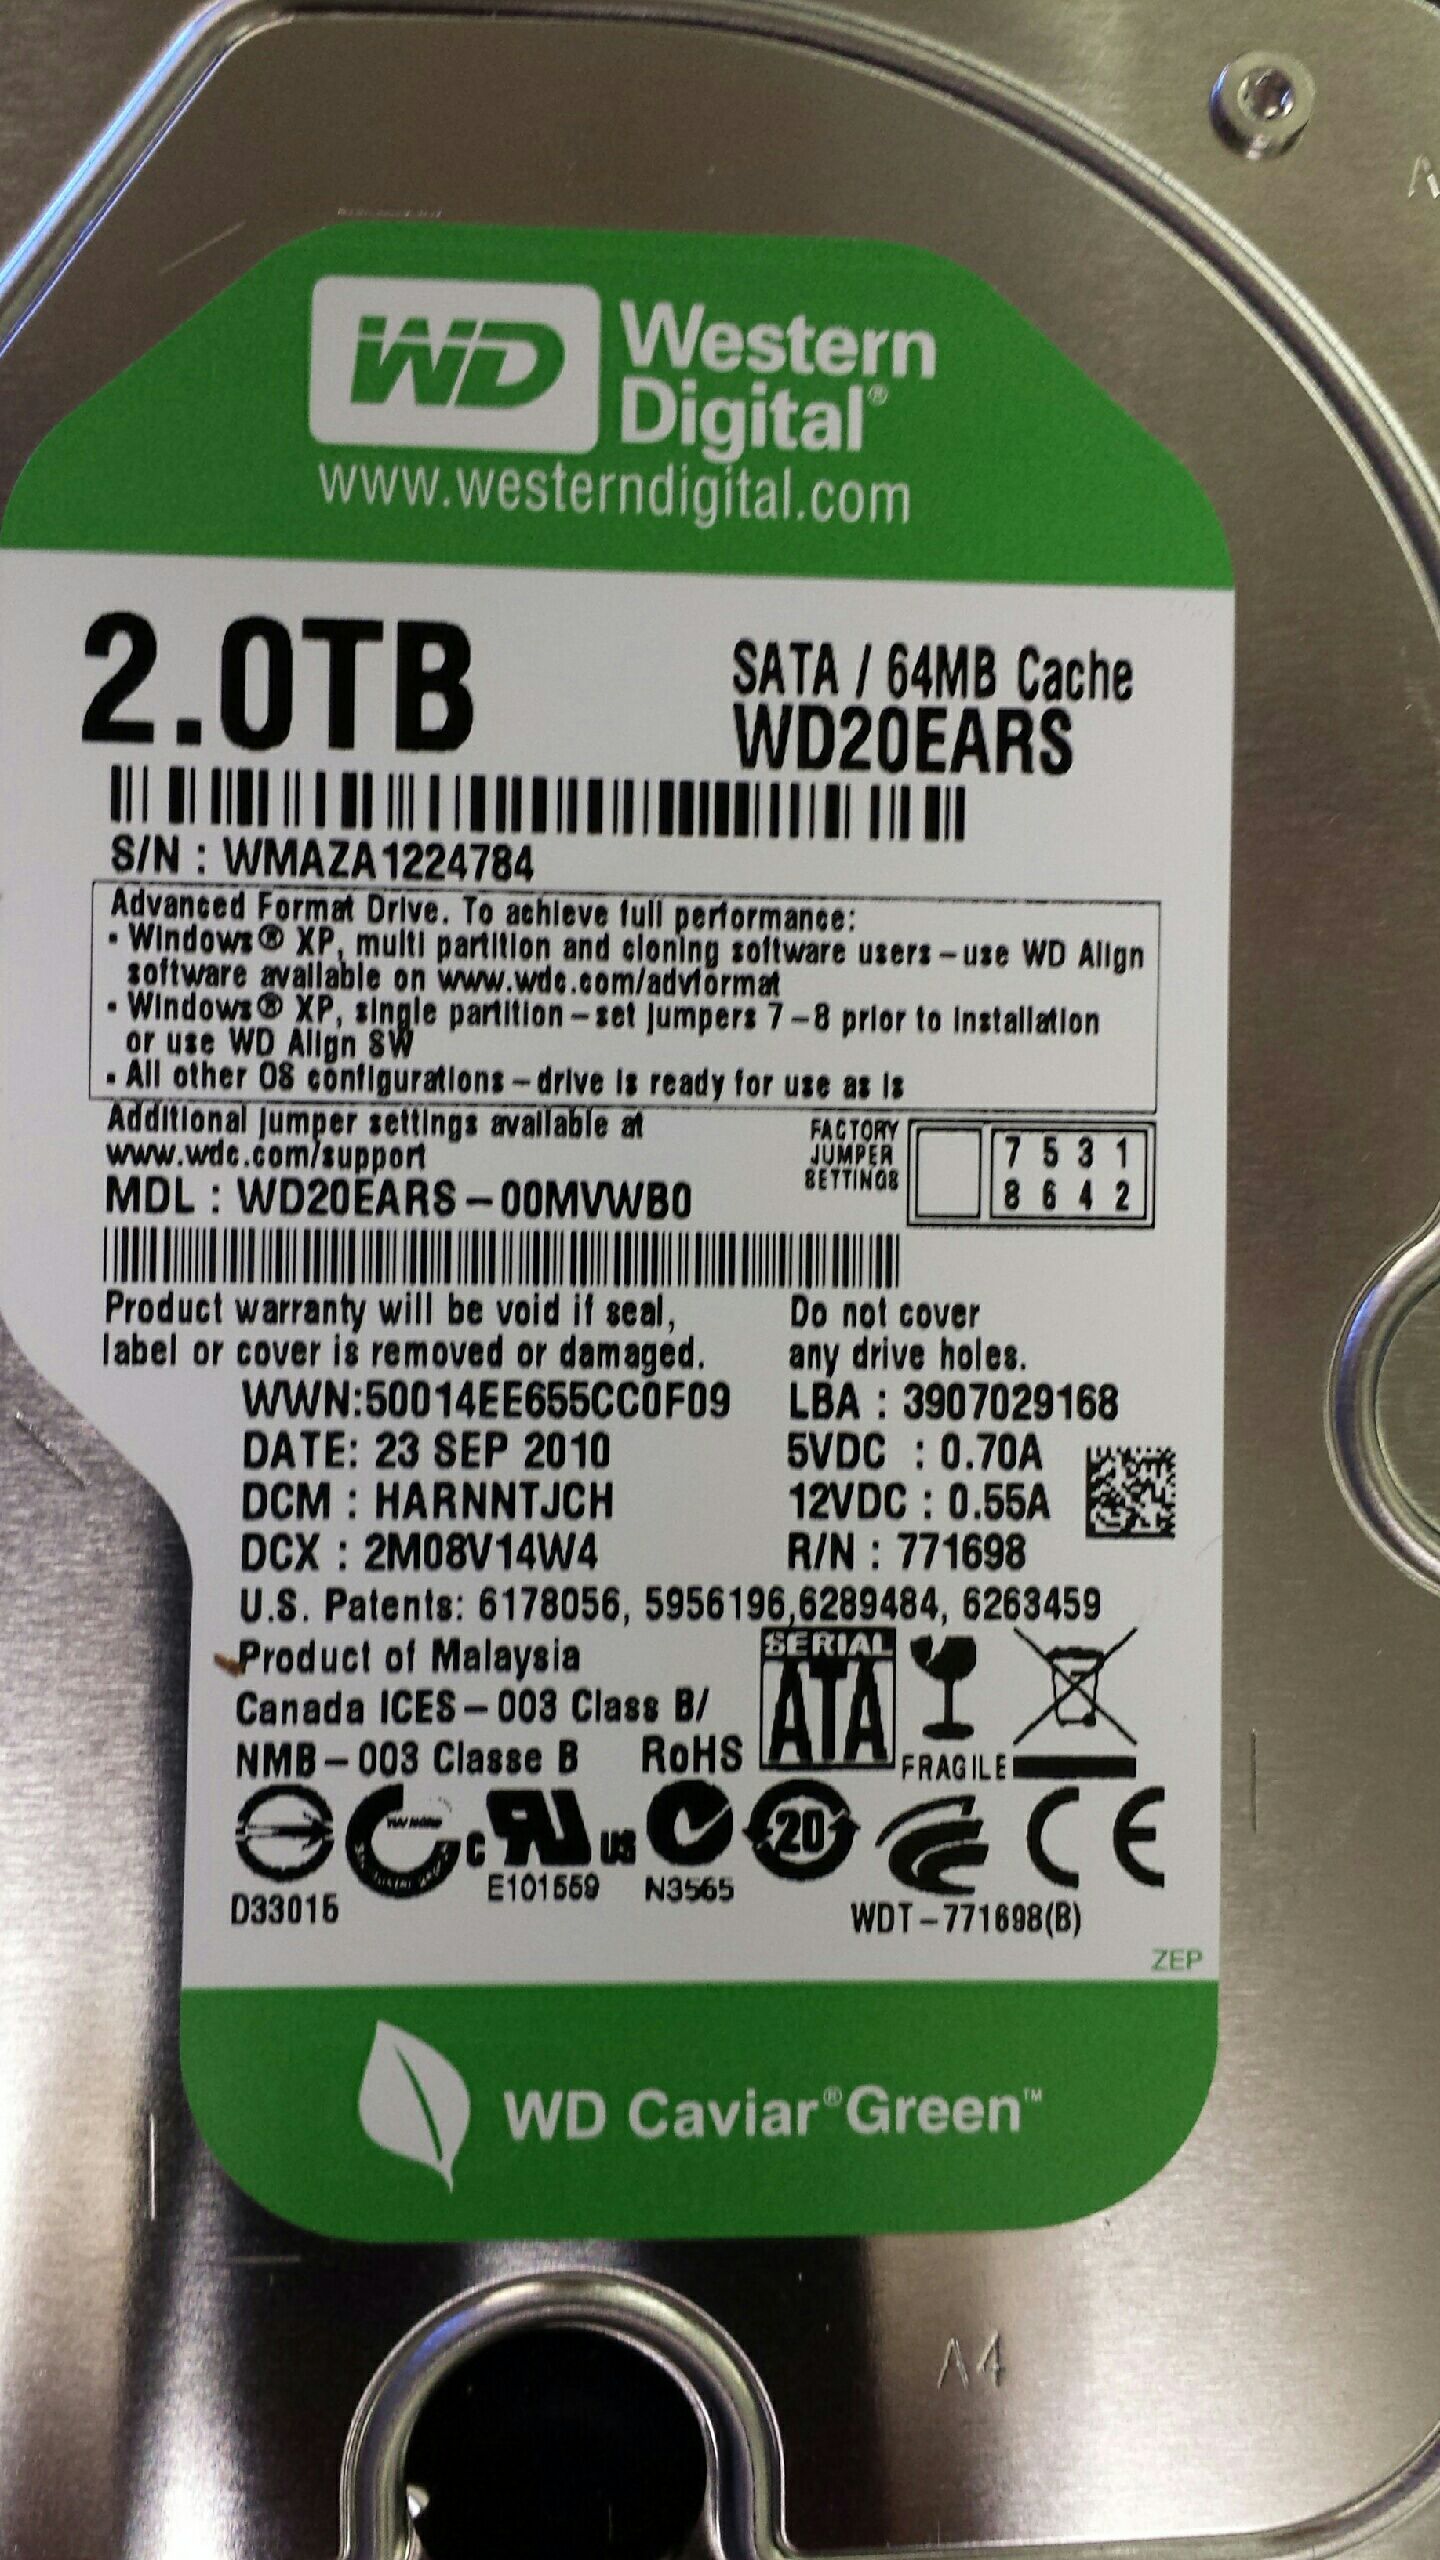 WD Western Digital®
www.westerndigital.com
2.0TB
SATA / 64MB Cache
WD20EARS
S/N : WMAZA1224784
Advanced Format Drive. To achieve full performance:
• Windows® XP, multi partition and cloning software users – use WD Align
software available on www.wdc.com/advformat
• Windows® XP, single partition – set jumpers 7 – 8 prior to installation
or use WD Align SW
• All other OS configurations – drive is ready for use as is
Additional jumper settings available at
www.wdc.com/support
FACTORY
JUMPER
SETTINGS
7 5 3 1
8 6 4 2
MDL : WD20EARS – 00MVWB0
Product warranty will be void if seal,
label or cover is removed or damaged.
Do not cover
any drive holes.
WWN:50014EE655CC0F09
LBA : 3907029168
DATE: 23 SEP 2010
5VDC : 0.70A
DCM : HARNNTJCH
12VDC : 0.55A
DCX : 2M08V14W4
R/N : 771698
U.S. Patents: 6178056, 5956196,6289484, 6263459
Product of Malaysia
Canada ICES – 003 Class B/
NMB – 003 Classe B
RoHS
SERIAL
ATA
FRAGILE
C
US
20
CE
D33015
E101559
N3565
WDT – 771698(B)
ZEP
WD Caviar® Green™
A4